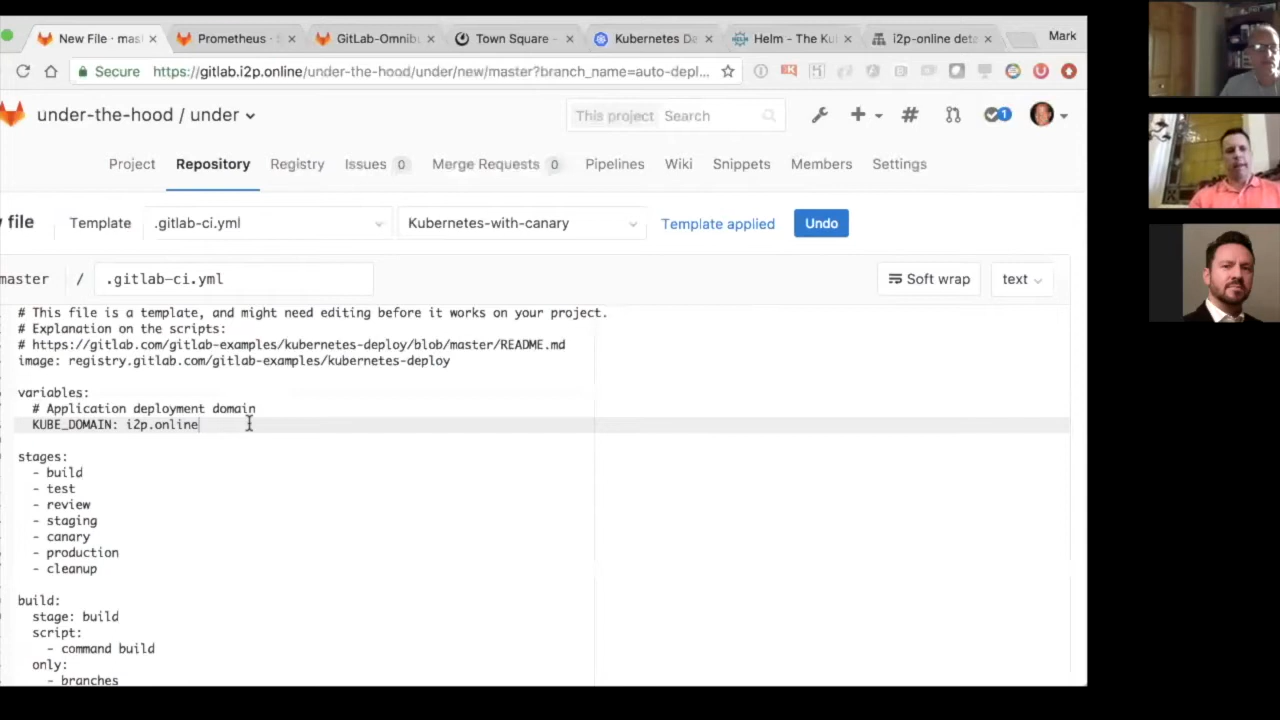 New File · mas
Prometheus · S
GitLab-Omnib
Town Square -
Kubernetes De
Helm - The Ku
i2p-online det
Mark
Secure https://gitlab.i2p.online/under-the-hood/under/new/master?branch_name=auto-depl...
under-the-hood / under
This project Search
1
Project Repository Registry Issues 0 Merge Requests 0 Pipelines Wiki Snippets Members Settings
file Template .gitlab-ci.yml Kubernetes-with-canary Template applied Undo
master / .gitlab-ci.yml Soft wrap text
# This file is a template, and might need editing before it works on your project.
# Explanation on the scripts:
# https://gitlab.com/gitlab-examples/kubernetes-deploy/blob/master/README.md
image: registry.gitlab.com/gitlab-examples/kubernetes-deploy
variables:
# Application deployment domain
KUBE_DOMAIN: i2p.online
stages:
- build
- test
- review
- staging
- canary
- production
- cleanup
build:
stage: build
script:
- command build
only:
- branches